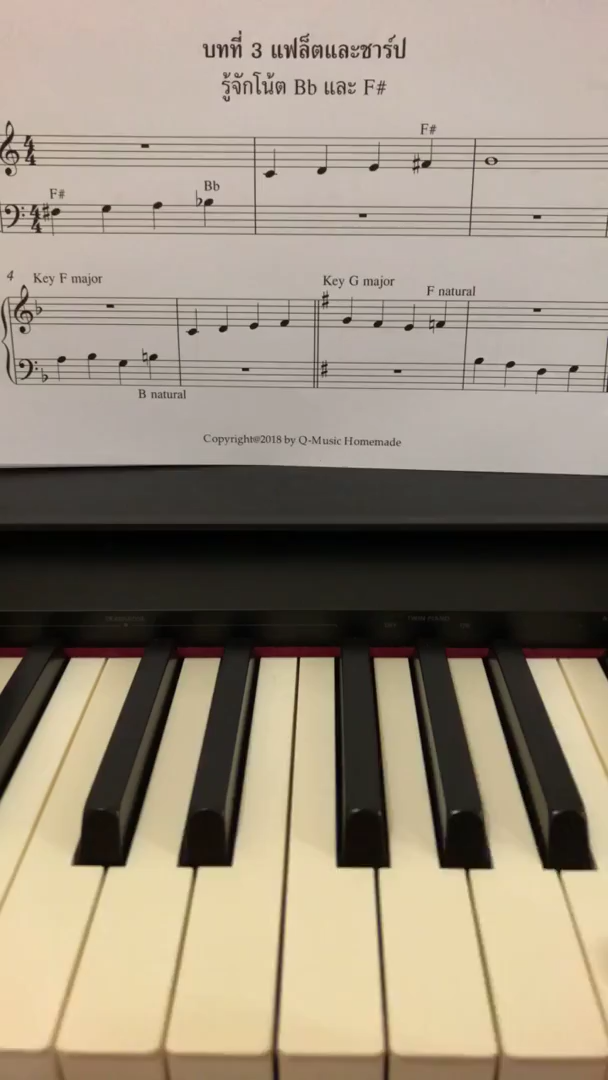 บทที่ 3 แฟล็ตและชาร์ป
รู้จักโน้ต Bb และ F#
F#
F#
Bb
4 Key F major
Key G major
F natural
B natural
Copyright@2018 by Q-Music Homemade
TWIN PIANO